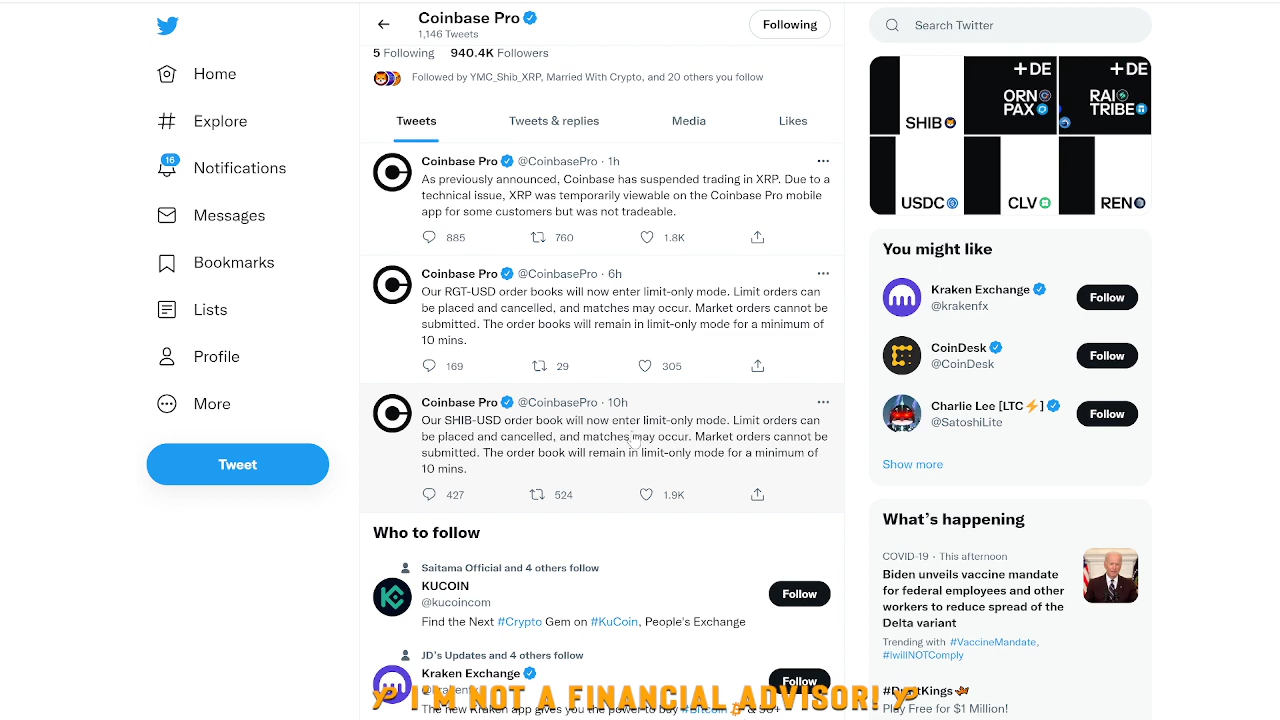 Home
Explore
16
Notifications
Messages
Bookmarks
Lists
Profile
More
Tweet
Coinbase Pro
1,146 Tweets
Following
5 Following 940.4K Followers
Followed by YMC_Shib_XRP, Married With Crypto, and 20 others you follow
Tweets Tweets & replies Media Likes
Coinbase Pro @CoinbasePro · 1h
As previously announced, Coinbase has suspended trading in XRP. Due to a
technical issue, XRP was temporarily viewable on the Coinbase Pro mobile
app for some customers but was not tradeable.
885 760 1.8K
Coinbase Pro @CoinbasePro · 6h
Our RGT-USD order books will now enter limit-only mode. Limit orders can
be placed and cancelled, and matches may occur. Market orders cannot be
submitted. The order books will remain in limit-only mode for a minimum of
10 mins.
169 29 305
Coinbase Pro @CoinbasePro · 10h
Our SHIB-USD order book will now enter limit-only mode. Limit orders can
be placed and cancelled, and matches may occur. Market orders cannot be
submitted. The order book will remain in limit-only mode for a minimum of
10 mins.
427 524 1.9K
Who to follow
Saitama Official and 4 others follow
KUCOIN
@kucoincom
Follow
Find the Next #Crypto Gem on #KuCoin, People's Exchange
JD's Updates and 4 others follow
Kraken Exchange
Follow
The new Kraken app gives you the power to buy #Bitcoin & 50+
I'M NOT A FINANCIAL ADVISOR!
Search Twitter
SHIB
+DE
ORN
PAX
+DE
RAI
TRIBE
USDC
CLV
REN
You might like
Kraken Exchange
@krakenfx
Follow
CoinDesk
@CoinDesk
Follow
Charlie Lee [LTC⚡]
@SatoshiLite
Follow
Show more
What's happening
COVID-19 · This afternoon
Biden unveils vaccine mandate
for federal employees and other
workers to reduce spread of the
Delta variant
Trending with #VaccineMandate,
#IwillNOTComply
#DraftKings
Play Free for $1 Million!